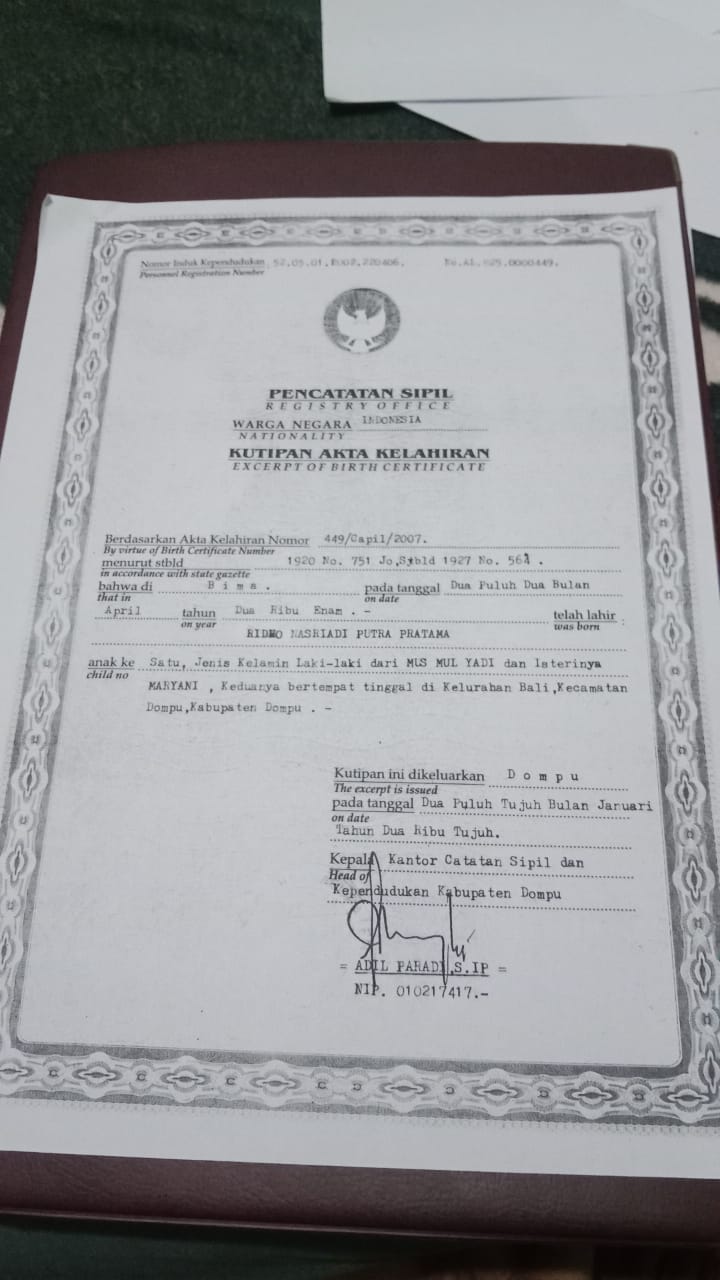 Nomor Induk Kependudukan 52.05.01.2002.220406. No.AL.825.0000449.
Personnel Registration Number
PENCATATAN SIPIL
REGISTRY OFFICE
WARGA NEGARA INDONESIA
NATIONALITY
KUTIPAN AKTA KELAHIRAN
EXCERPT OF BIRTH CERTIFICATE
Berdasarkan Akta Kelahiran Nomor 449/Capil/2007.
By virtue of Birth Certificate Number
menurut stbld 1920 No. 751 Jo,Stbld 1927 No. 564 .
in accordance with state gazette
bahwa di B i m a . pada tanggal Dua Puluh Dua Bulan
that in on date
April tahun Dua Ribu Enam . - telah lahir :
on year was born
RIDHO NASRIADI PUTRA PRATAMA
anak ke Satu, Jenis Kelamin Laki-laki dari MUS MUL YADI dan Isterinya
child no
MARYANI , Keduanya bertempat tinggal di Kelurahan Bali,Kecamatan
Dompu,Kabupaten Dompu . -
Kutipan ini dikeluarkan D o m p u
The excerpt is issued
pada tanggal Dua Puluh Tujuh Bulan Januari
on date
Tahun Dua Ribu Tujuh.
Kepala Kantor Catatan Sipil dan
Head of
Kependudukan Kabupaten Dompu
= ADIL PARADI,S.IP =
NIP. 010217417.-